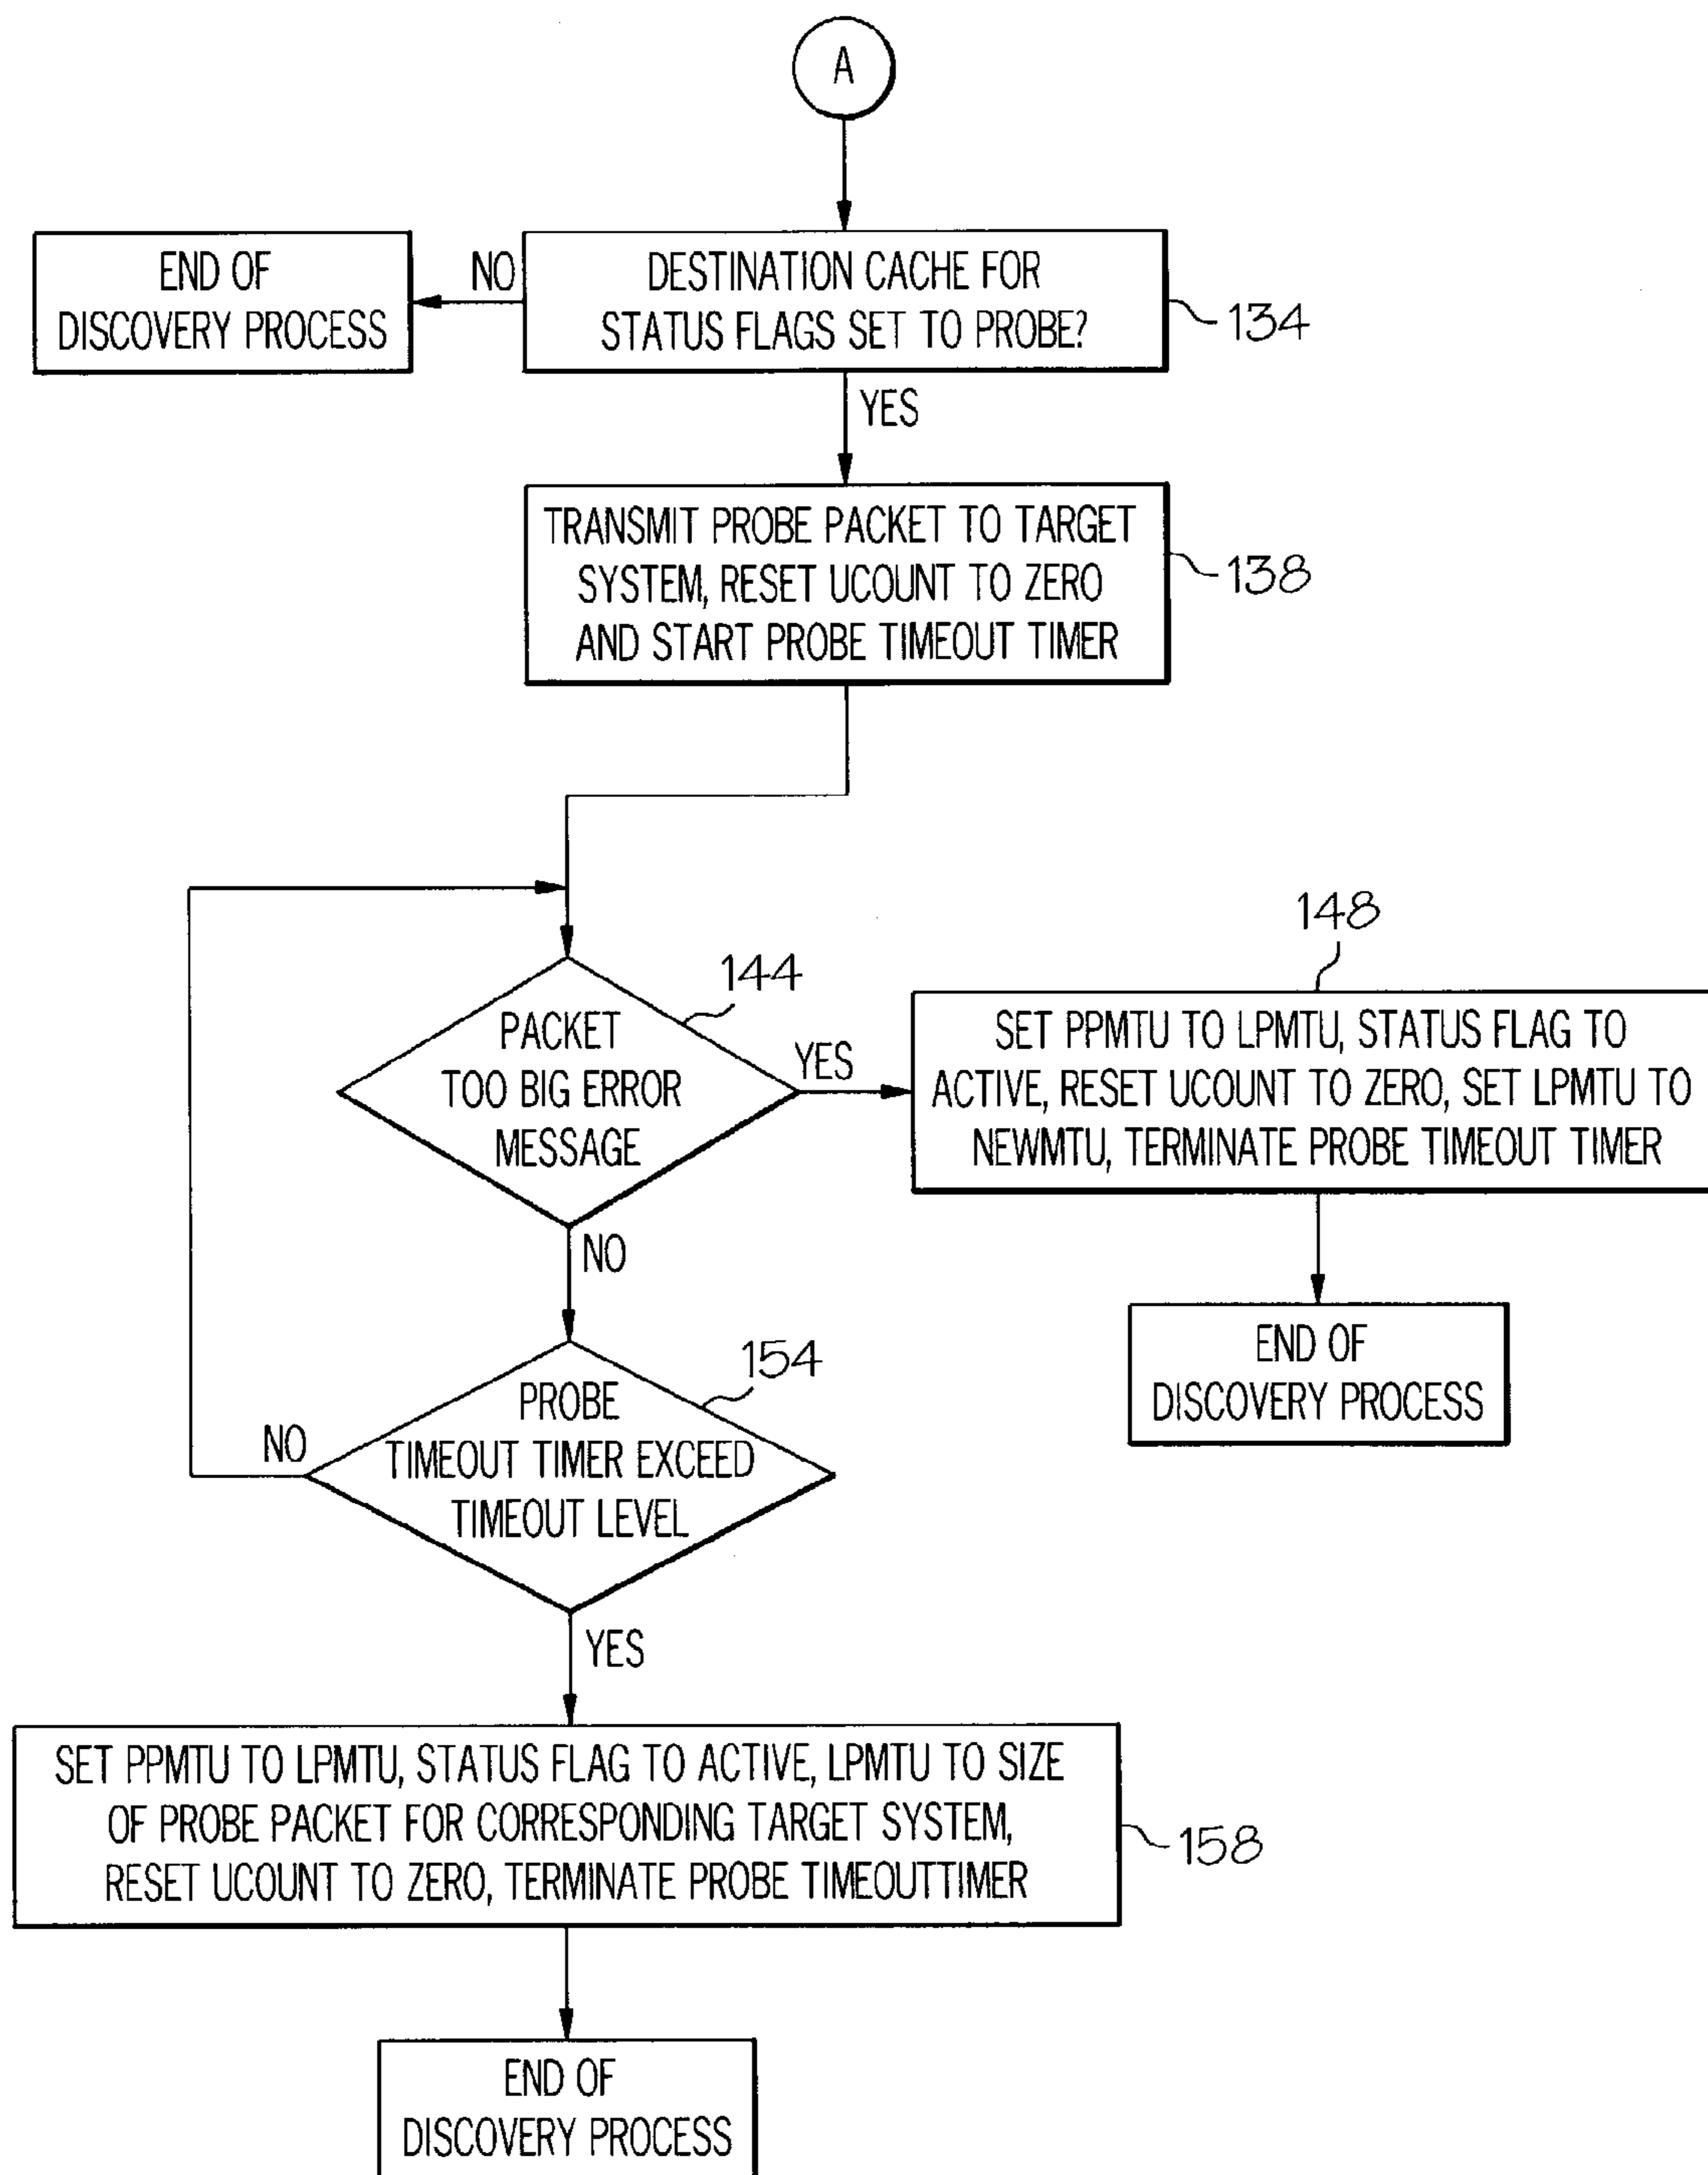 A
END OF
DISCOVERY PROCESS
NO
DESTINATION CACHE FOR
STATUS FLAGS SET TO PROBE?
134
YES
TRANSMIT PROBE PACKET TO TARGET
SYSTEM, RESET UCOUNT TO ZERO
AND START PROBE TIMEOUT TIMER
138
144
PACKET
TOO BIG ERROR
MESSAGE
YES
148
SET PPMTU TO LPMTU, STATUS FLAG TO
ACTIVE, RESET UCOUNT TO ZERO, SET LPMTU TO
NEWMTU, TERMINATE PROBE TIMEOUT TIMER
NO
END OF
DISCOVERY PROCESS
154
PROBE
TIMEOUT TIMER EXCEED
TIMEOUT LEVEL
NO
YES
SET PPMTU TO LPMTU, STATUS FLAG TO ACTIVE, LPMTU TO SIZE
OF PROBE PACKET FOR CORRESPONDING TARGET SYSTEM,
RESET UCOUNT TO ZERO, TERMINATE PROBE TIMEOUTTIMER
158
END OF
DISCOVERY PROCESS